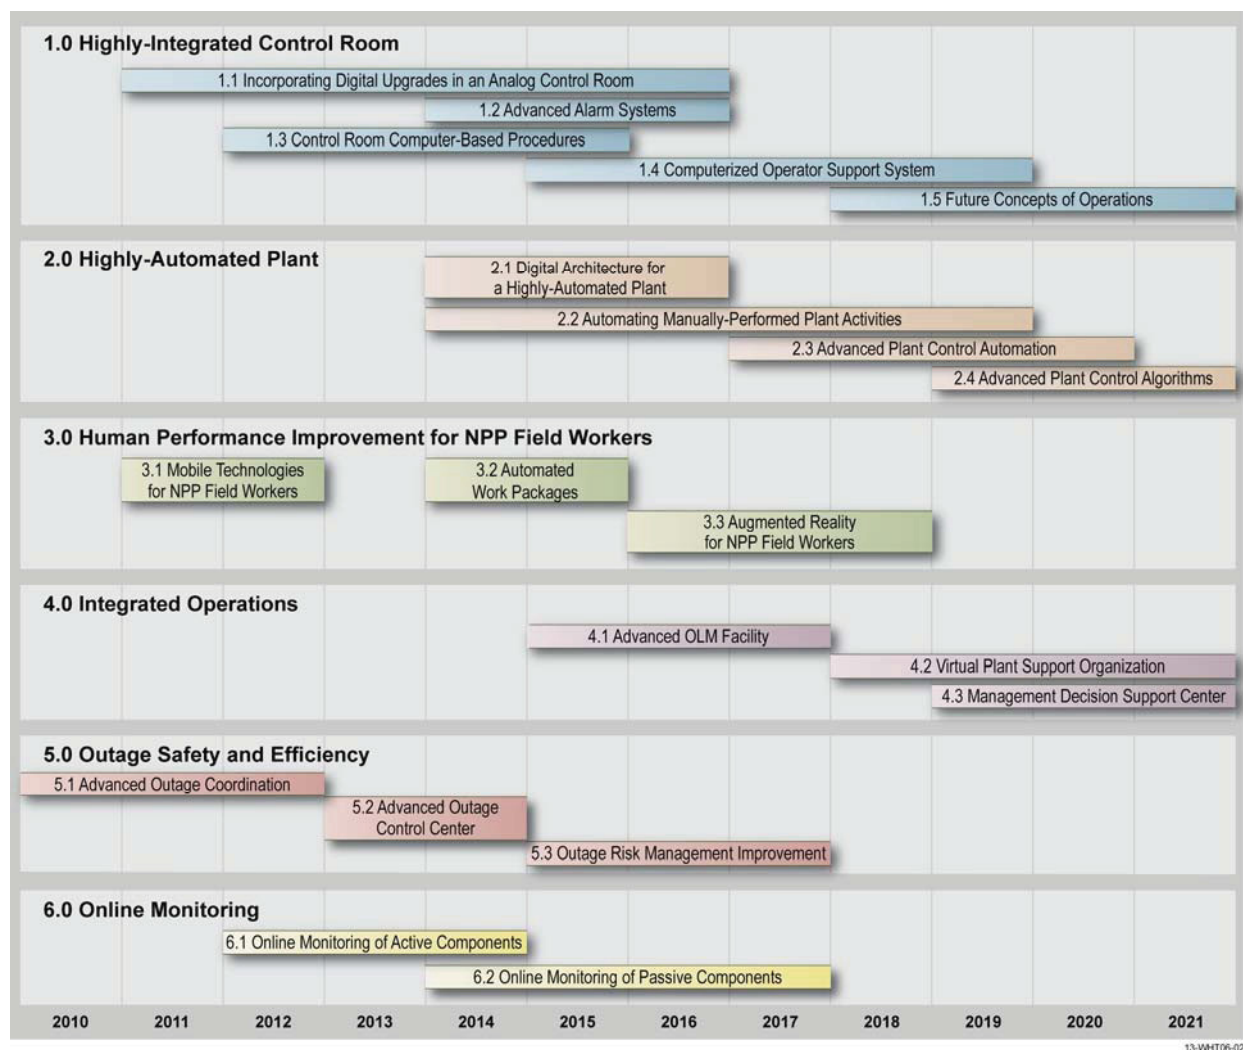 1.0 Highly-Integrated Control Room
1.1 Incorporating Digital Upgrades in an Analog Control Room
1.2 Advanced Alarm Systems
1.3 Control Room Computer-Based Procedures
1.4 Computerized Operator Support System
1.5 Future Concepts of Operations
2.0 Highly-Automated Plant
2.1 Digital Architecture for
a Highly-Automated Plant
2.2 Automating Manually-Performed Plant Activities
2.3 Advanced Plant Control Automation
2.4 Advanced Plant Control Algorithms
3.0 Human Performance Improvement for NPP Field Workers
3.1 Mobile Technologies
for NPP Field Workers
3.2 Automated
Work Packages
3.3 Augmented Reality
for NPP Field Workers
4.0 Integrated Operations
4.1 Advanced OLM Facility
4.2 Virtual Plant Support Organization
4.3 Management Decision Support Center
5.0 Outage Safety and Efficiency
5.1 Advanced Outage Coordination
5.2 Advanced Outage
Control Center
5.3 Outage Risk Management Improvement
6.0 Online Monitoring
6.1 Online Monitoring of Active Components
6.2 Online Monitoring of Passive Components
2010 2011 2012 2013 2014 2015 2016 2017 2018 2019 2020 2021
13-WHT06-02